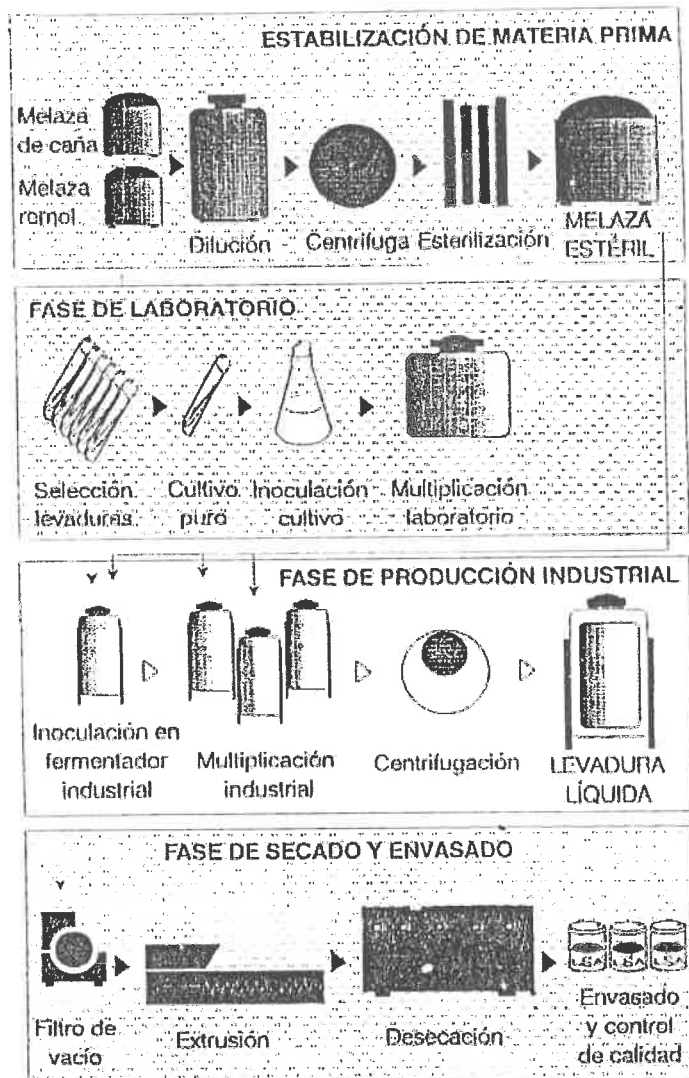 ESTABILIZACIÓN DE MATERIA PRIMA
Melaza
de caña
Melaza
remol.
Dilución
Centrifuga
Esterilización
MELAZA
ESTÉRIL
FASE DE LABORATORIO
Selección
levaduras
Cultivo
puro
Inoculación
cultivo
Multiplicación
laboratorio
FASE DE PRODUCCIÓN INDUSTRIAL
Inoculación en
fermentador
industrial
Multiplicación
industrial
Centrifugación
LEVADURA
LÍQUIDA
FASE DE SECADO Y ENVASADO
Filtro de
vacío
Extrusión
Desecación
Envasado
y control
de calidad